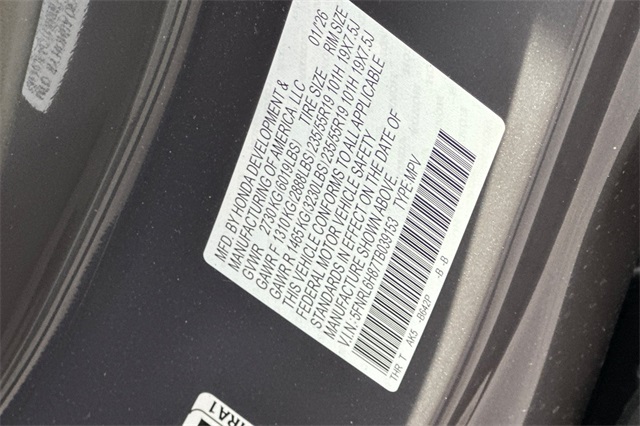 MFD. BY HONDA DEVELOPMENT & 01/26
MANUFACTURING OF AMERICA, LLC
GVWR 2730KG(6019LBS) TIRE SIZE RIM SIZE
GAWR F 1310KG(2888LBS) 235/55R19 101H 19X7.5J
GAWR R 1465KG(3230LBS) 235/55R19 101H 19X7.5J
THIS VEHICLE CONFORMS TO ALL APPLICABLE
FEDERAL MOTOR VEHICLE SAFETY
STANDARDS IN EFFECT ON THE DATE OF
MANUFACTURE SHOWN ABOVE.
V.I.N: 5FNRL6H87TB039153 TYPE:MPV
THR T AK5 -B642P -B -B
RA1